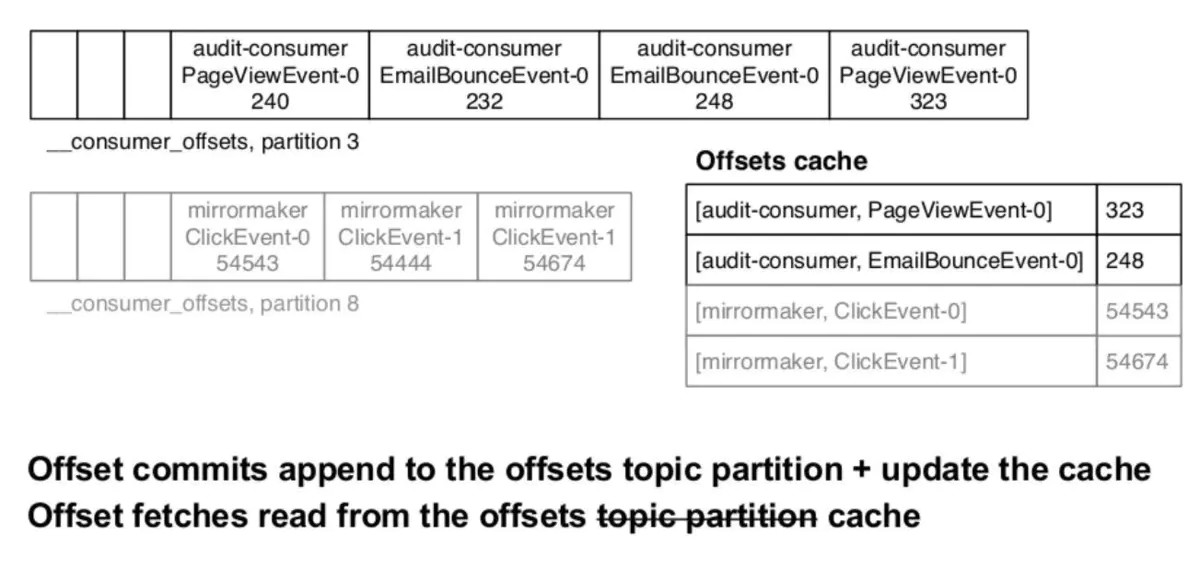 audit-consumer
PageViewEvent-0
240
audit-consumer
EmailBounceEvent-0
232
audit-consumer
EmailBounceEvent-0
248
audit-consumer
PageViewEvent-0
323
__consumer_offsets, partition 3
mirrormaker
ClickEvent-0
54543
mirrormaker
ClickEvent-1
54444
mirrormaker
ClickEvent-1
54674
__consumer_offsets, partition 8
Offsets cache
[audit-consumer, PageViewEvent-0] 323
[audit-consumer, EmailBounceEvent-0] 248
[mirrormaker, ClickEvent-0] 54543
[mirrormaker, ClickEvent-1] 54674
Offset commits append to the offsets topic partition + update the cache
Offset fetches read from the offsets topic partition cache